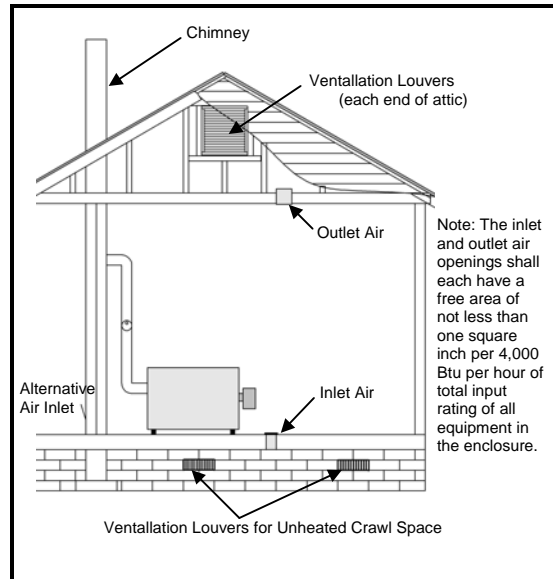 Chimney
Ventallation Louvers
(each end of attic)
Outlet Air
Note: The inlet
and outlet air
openings shall
each have a
free area of
not less than
one square
inch per 4,000
Btu per hour of
total input
rating of all
equipment in
the enclosure.
Alternative
Air Inlet
Inlet Air
Ventallation Louvers for Unheated Crawl Space